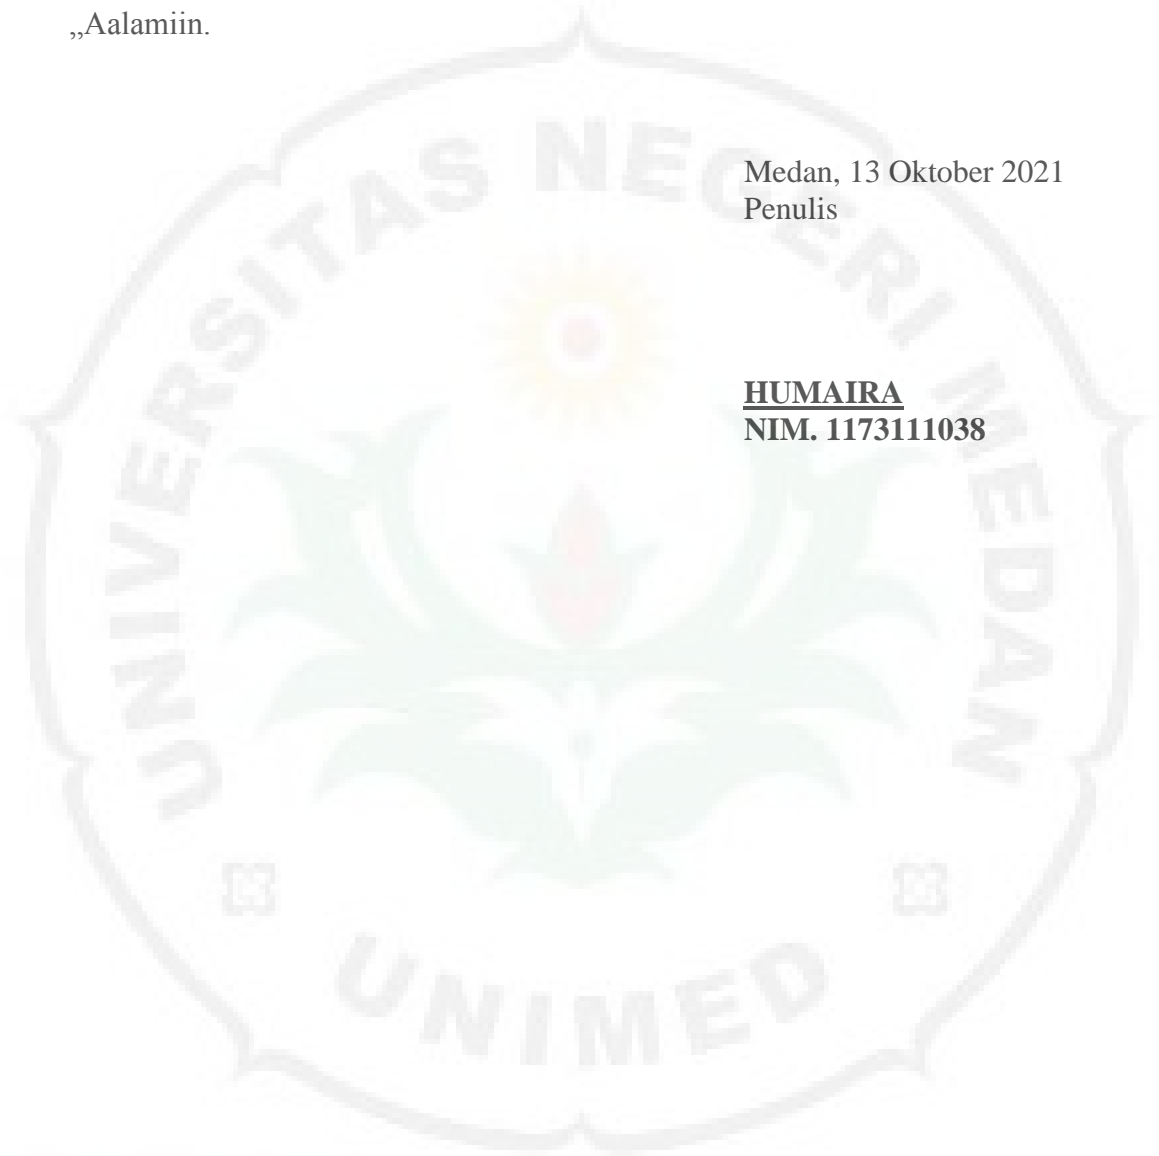 „Aalamiin.
Medan, 13 Oktober 2021
Penulis
HUMAIRA
NIM. 1173111038
UNIVERSITAS NEGERI MEDAN
UNIMED